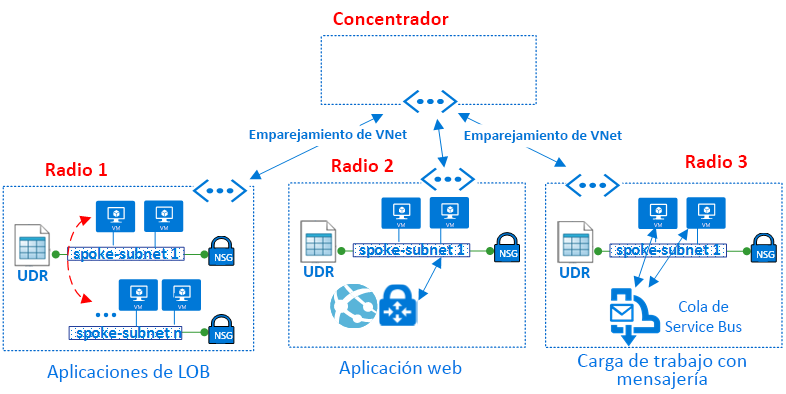 Concentrador
Emparejamiento de VNet
Emparejamiento de VNet
Radio 1
Radio 2
Radio 3
VM
VM
UDR
spoke-subnet 1
NSG
VM
VM
...
spoke-subnet n
NSG
Aplicaciones de LOB
VM
VM
UDR
spoke-subnet 1
NSG
Aplicación web
VM
VM
UDR
spoke-subnet 1
NSG
Cola de
Service Bus
Carga de trabajo con
mensajería